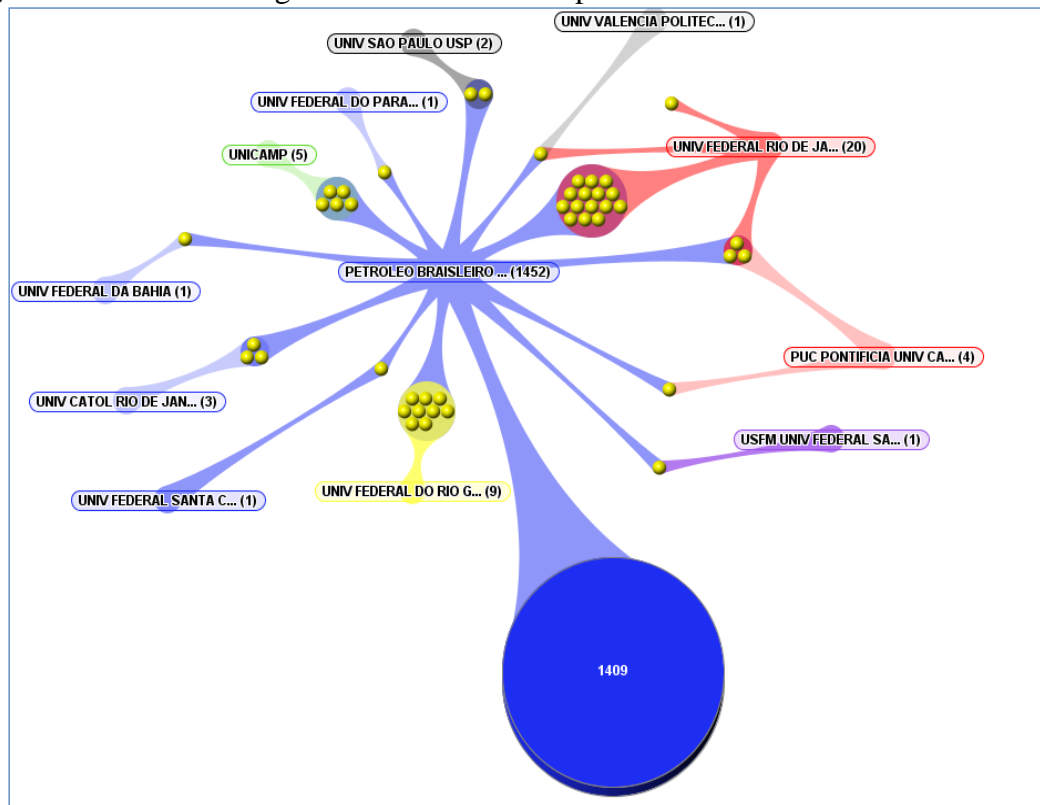 UNIV VALENCIA POLITEC... (1)
UNIV SAO PAULO USP (2)
UNIV FEDERAL DO PARA... (1)
UNIV FEDERAL RIO DE JA... (20)
UNICAMP (5)
PETROLEO BRAISLEIRO ... (1452)
UNIV FEDERAL DA BAHIA (1)
PUC PONTIFICIA UNIV CA... (4)
UNIV CATOL RIO DE JAN... (3)
USFM UNIV FEDERAL SA... (1)
UNIV FEDERAL DO RIO G... (9)
UNIV FEDERAL SANTA C... (1)
1409